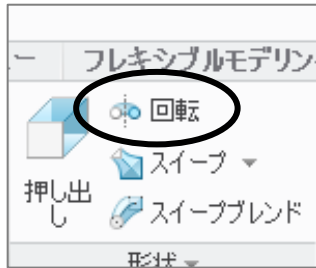 ー フレキシブルモデリン
回転
スイープ
押し出
し
スイープブレンド
形状